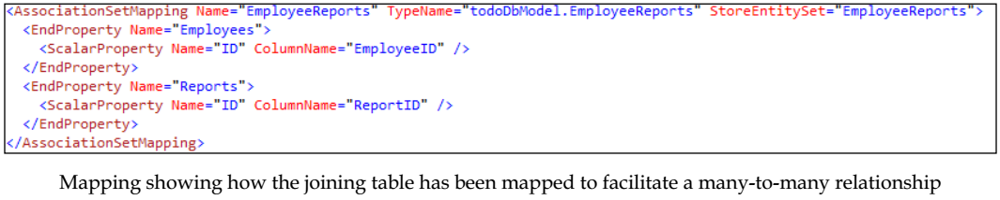 <AssociationSetMapping Name="EmployeeReports" TypeName="todoDbModel.EmployeeReports" StoreEntitySet="EmployeeReports">
<EndProperty Name="Employees">
<ScalarProperty Name="ID" ColumnName="EmployeeID" />
</EndProperty>
<EndProperty Name="Reports">
<ScalarProperty Name="ID" ColumnName="ReportID" />
</EndProperty>
</AssociationSetMapping>
Mapping showing how the joining table has been mapped to facilitate a many-to-many relationship